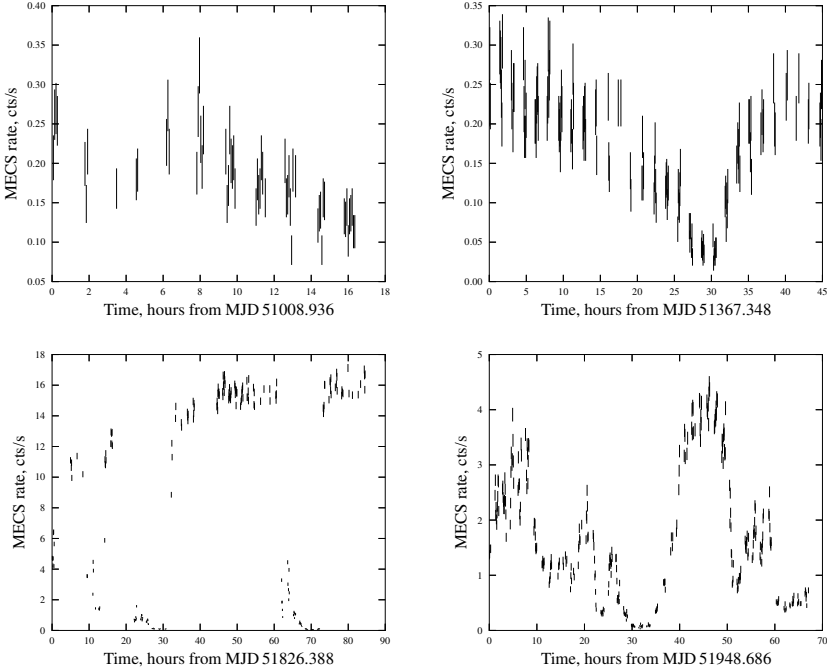 0.40
0.35
0.30
0.25
0.20
0.15
0.10
0.05
MECS rate, cts/s
0 2 4 6 8 10 12 14 16 18
Time, hours from MJD 51008.936
0.35
0.30
0.25
0.20
0.15
0.10
0.05
0.00
MECS rate, cts/s
0 5 10 15 20 25 30 35 40 45
Time, hours from MJD 51367.348
18
16
14
12
10
8
6
4
2
0
MECS rate, cts/s
0 10 20 30 40 50 60 70 80 90
Time, hours from MJD 51826.388
5
4
3
2
1
0
MECS rate, cts/s
0 10 20 30 40 50 60 70
Time, hours from MJD 51948.686